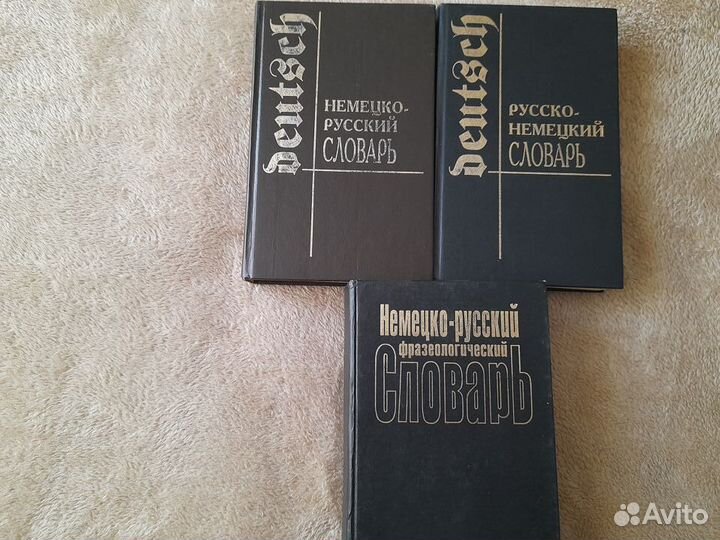 Deutsch
НЕМЕЦКО-
РУССКИЙ
СЛОВАРЬ
Deutsch
РУССКО-
НЕМЕЦКИЙ
СЛОВАРЬ
Немецко-русский
фразеологический
Словарь
Avito